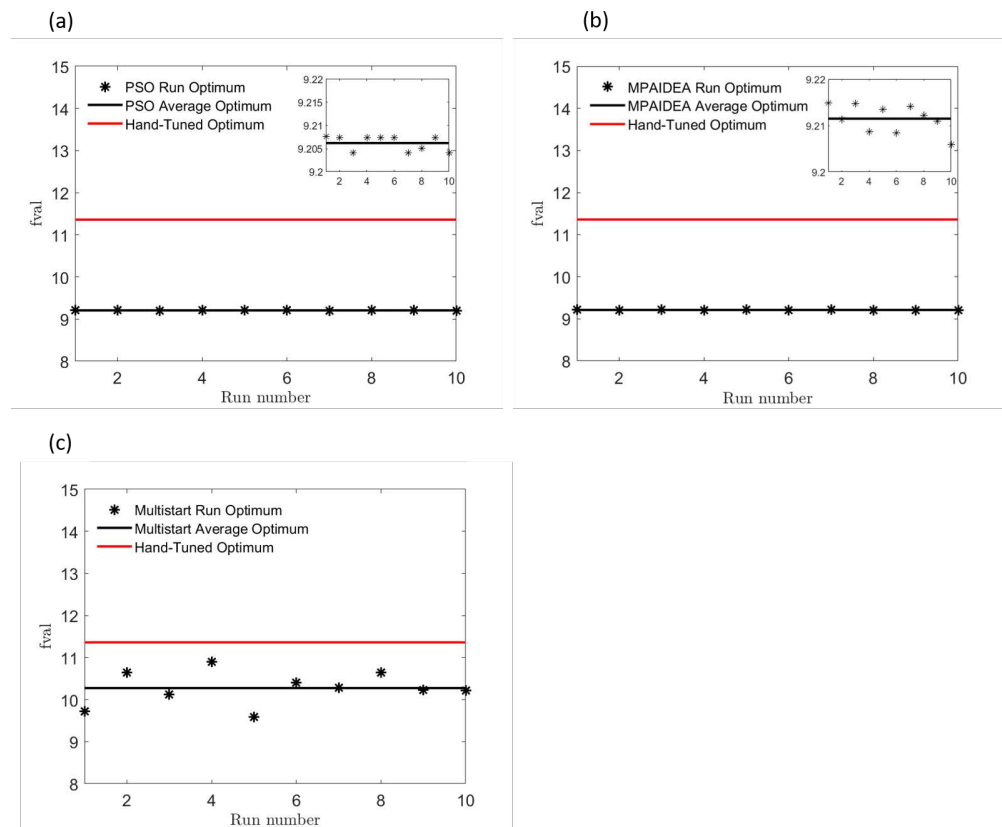 (a)
15
14
13
12
11
10
9
8
fval
PSO Run Optimum
PSO Average Optimum
Hand-Tuned Optimum
9.22
9.215
9.21
9.205
9.2
2 4 6 8 10
2 4 6 8 10
Run number
(b)
15
14
13
12
11
10
9
8
fval
MPAIDEA Run Optimum
MPAIDEA Average Optimum
Hand-Tuned Optimum
9.22
9.21
9.2
2 4 6 8 10
2 4 6 8 10
Run number
(c)
15
14
13
12
11
10
9
8
fval
Multistart Run Optimum
Multistart Average Optimum
Hand-Tuned Optimum
2 4 6 8 10
Run number